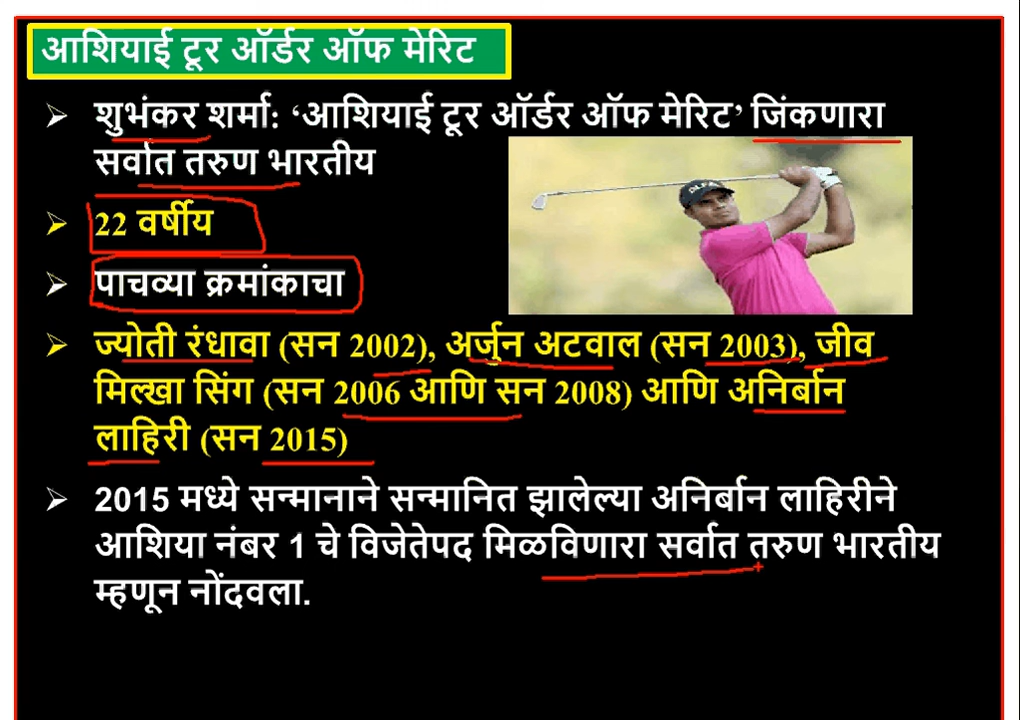 आशियाई टूर ऑर्डर ऑफ मेरिट
➢ शुभंकर शर्मा: ‘आशियाई टूर ऑर्डर ऑफ मेरिट’ जिंकणारा
सर्वात तरुण भारतीय
➢ 22 वर्षीय
➢ पाचव्या क्रमांकाचा
➢ ज्योती रंधावा (सन 2002), अर्जुन अटवाल (सन 2003), जीव
मिल्खा सिंग (सन 2006 आणि सन 2008) आणि अनिर्बान
लाहिरी (सन 2015)
➢ 2015 मध्ये सन्मानाने सन्मानित झालेल्या अनिर्बान लाहिरीने
आशिया नंबर 1 चे विजेतेपद मिळविणारा सर्वात तरुण भारतीय
म्हणून नोंदवला.